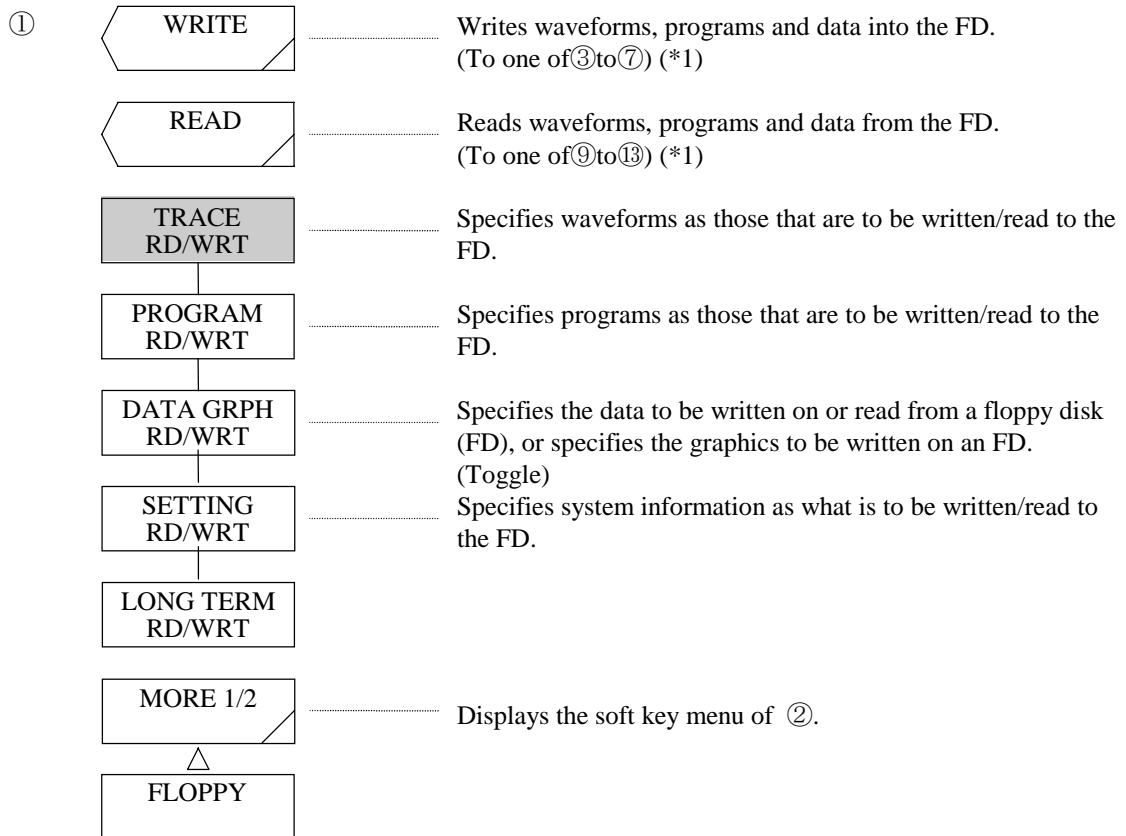 ①
WRITE
Writes waveforms, programs and data into the FD.
(To one of③to⑦) (*1)
READ
Reads waveforms, programs and data from the FD.
(To one of⑨to⑬) (*1)
TRACE
RD/WRT
Specifies waveforms as those that are to be written/read to the
FD.
PROGRAM
RD/WRT
Specifies programs as those that are to be written/read to the
FD.
DATA GRPH
RD/WRT
Specifies the data to be written on or read from a floppy disk
(FD), or specifies the graphics to be written on an FD.
(Toggle)
SETTING
RD/WRT
Specifies system information as what is to be written/read to
the FD.
LONG TERM
RD/WRT
MORE 1/2
Displays the soft key menu of ②.
FLOPPY